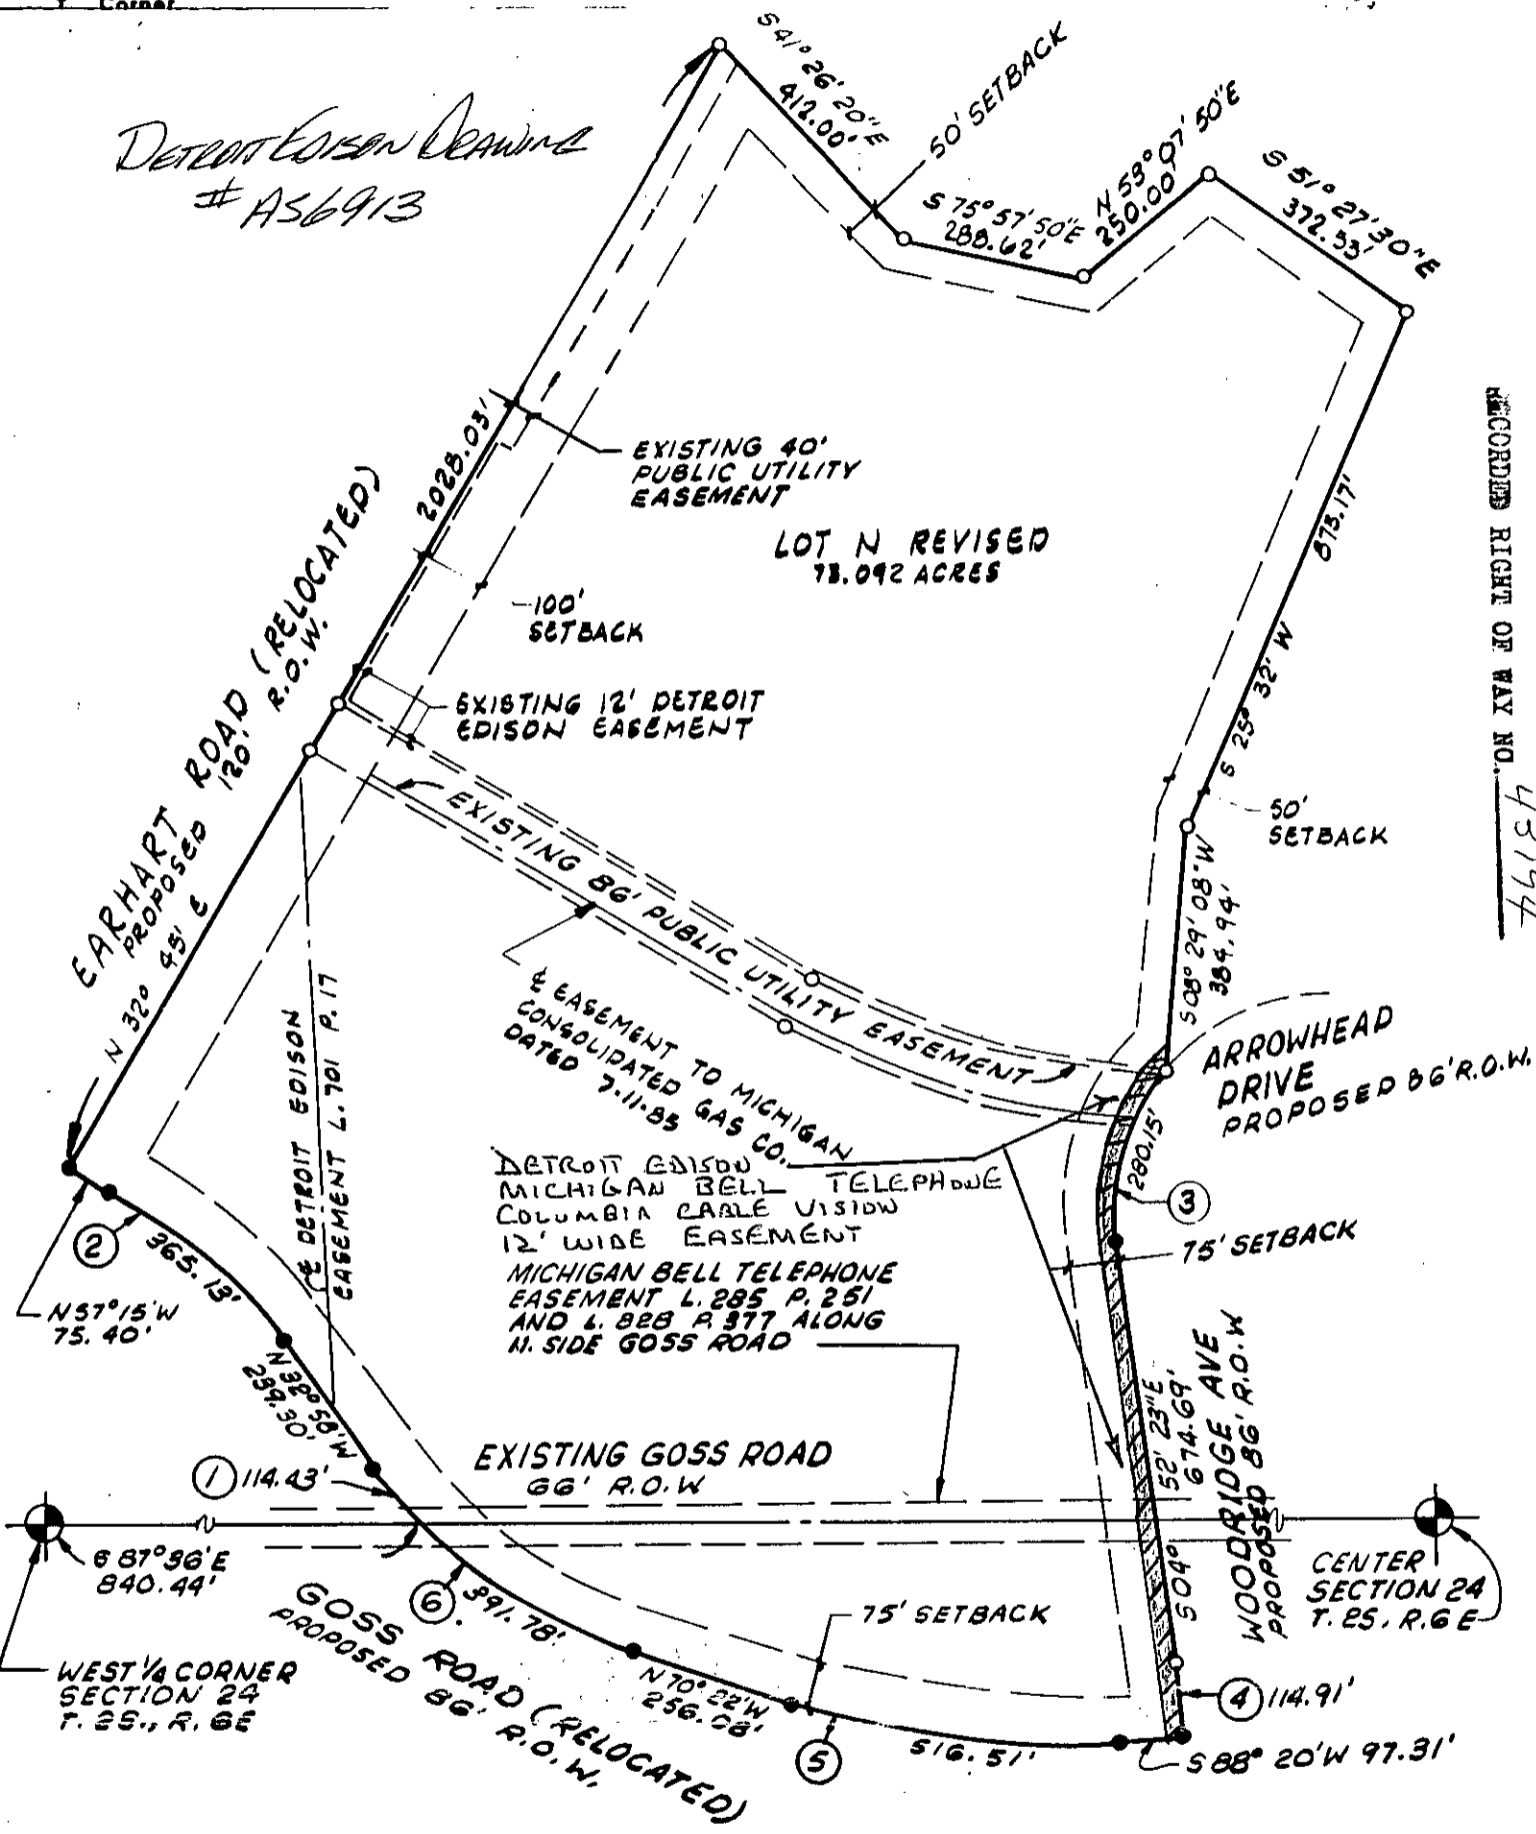 Corner
DETROIT EDISON DRAWING
# A56913
S 41° 26' 20" E
412.00'
50' SETBACK
S 75° 57' 50" E
288.62'
N 53° 07' 50" E
250.00'
S 51° 27' 30" E
372.53'
RECORDED RIGHT OF WAY NO.
2028.03'
EXISTING 40'
PUBLIC UTILITY
EASEMENT
LOT N REVISED
73.092 ACRES
873.17'
S 25° 32' W
100'
SETBACK
EARHART ROAD (RELOCATED)
PROPOSED 120' R.O.W.
N 32° 45' E
EXISTING 12' DETROIT
EDISON EASEMENT
50'
SETBACK
EXISTING 86' PUBLIC UTILITY EASEMENT
S 08° 29' 08" W
384.94'
℄ EASEMENT TO MICHIGAN
CONSOLIDATED GAS CO.
DATED 7-11-85
℄ DETROIT EDISON
EASEMENT L. 701 P. 17
ARROWHEAD
DRIVE
PROPOSED 86' R.O.W.
DETROIT EDISON
MICHIGAN BELL TELEPHONE
COLUMBIA CABLE VISION
12' WIDE EASEMENT
280.15'
3
75' SETBACK
2
365.13'
N 57° 15' W
75.40'
MICHIGAN BELL TELEPHONE
EASEMENT L. 285 P. 251
AND L. 828 P. 377 ALONG
N. SIDE GOSS ROAD
N 32° 58' W
239.30'
1 114.43'
EXISTING GOSS ROAD
66' R.O.W
S 04° 52' 23" E
674.69'
WOODRIDGE AVE
PROPOSED 86' R.O.W
S 87° 36' E
840.44'
CENTER
SECTION 24
T. 2S, R. 6 E
WEST 1/4 CORNER
SECTION 24
T. 2S., R. 6E
6
391.78'
GOSS ROAD (RELOCATED)
PROPOSED 86' R.O.W.
75' SETBACK
N 70° 22' W
256.08'
5
516.51'
4 114.91'
S 88° 20' W 97.31'